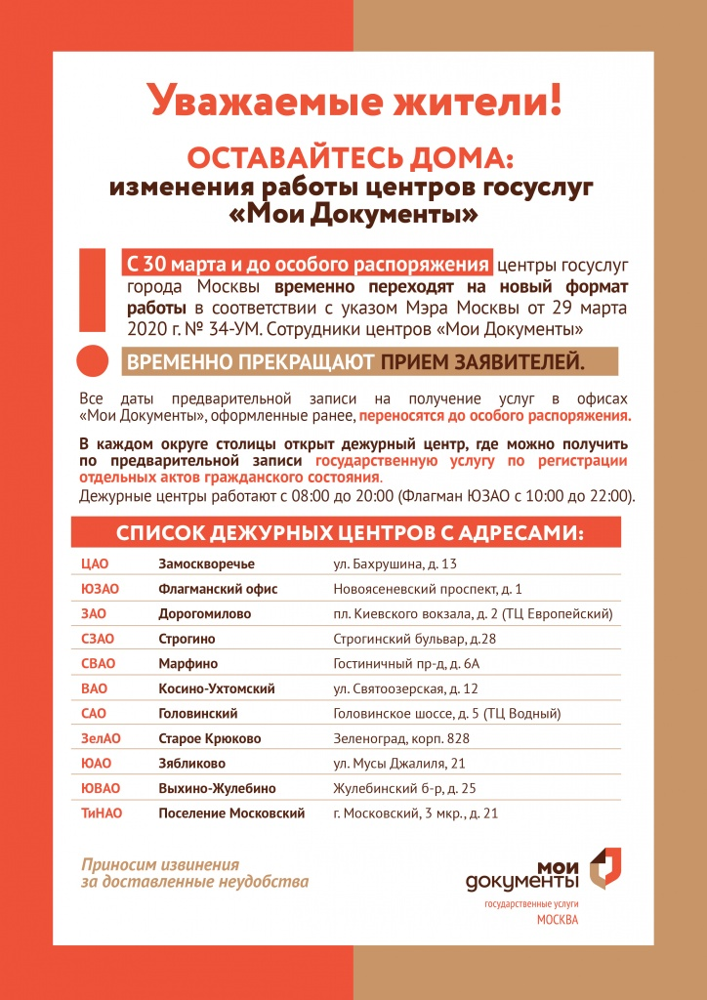 Уважаемые жители!
ОСТАВАЙТЕСЬ ДОМА:
изменения работы центров госуслуг
«Мои Документы»
С 30 марта и до особого распоряжения центры госуслуг
города Москвы временно переходят на новый формат
работы в соответствии с указом Мэра Москвы от 29 марта
2020 г. № 34-УМ. Сотрудники центров «Мои Документы»
ВРЕМЕННО ПРЕКРАЩАЮТ ПРИЕМ ЗАЯВИТЕЛЕЙ.
Все даты предварительной записи на получение услуг в офисах
«Мои Документы», оформленные ранее, переносятся до особого распоряжения.
В каждом округе столицы открыт дежурный центр, где можно получить
по предварительной записи государственную услугу по регистрации
отдельных актов гражданского состояния.
Дежурные центры работают с 08:00 до 20:00 (Флагман ЮЗАО с 10:00 до 22:00).
СПИСОК ДЕЖУРНЫХ ЦЕНТРОВ С АДРЕСАМИ:
ЦАО Замоскворечье ул. Бахрушина, д. 13
ЮЗАО Флагманский офис Новоясеневский проспект, д. 1
ЗАО Дорогомилово пл. Киевского вокзала, д. 2 (ТЦ Европейский)
СЗАО Строгино Строгинский бульвар, д.28
СВАО Марфино Гостиничный пр-д, д. 6А
ВАО Косино-Ухтомский ул. Святоозерская, д. 12
САО Головинский Головинское шоссе, д. 5 (ТЦ Водный)
ЗелАО Старое Крюково Зеленоград, корп. 828
ЮАО Зябликово ул. Мусы Джалиля, 21
ЮВАО Выхино-Жулебино Жулебинский б-р, д. 25
ТиНАО Поселение Московский г. Московский, 3 мкр., д. 21
Приносим извинения
за доставленные неудобства
мои
документы
государственные услуги
МОСКВА